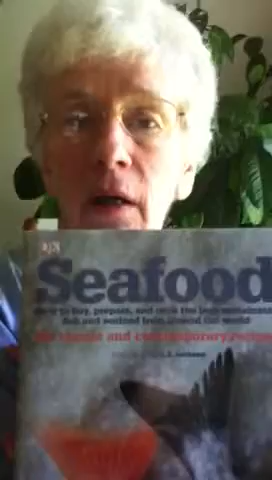 DK
Seafood
How to buy, prepare, and cook the best sustainable
fish and seafood from around the world
classic and contemporary recipes
Jackson